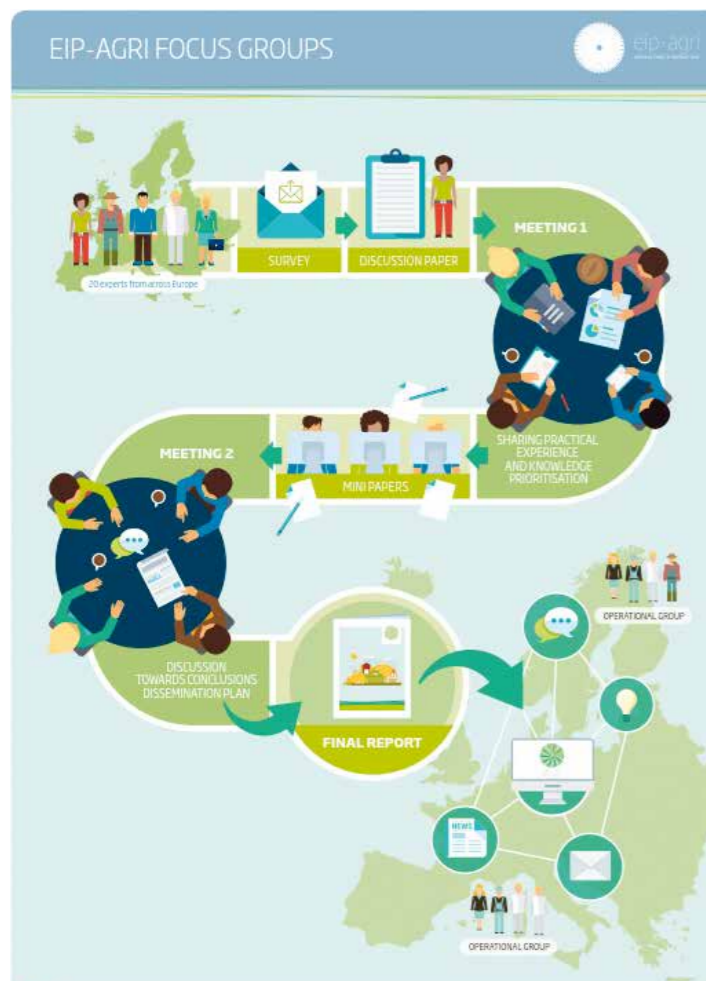 EIP-AGRI FOCUS GROUPS
eip-agri
20 experts from across Europe
SURVEY
DISCUSSION PAPER
MEETING 1
SHARING PRACTICAL
EXPERIENCE
AND KNOWLEDGE
PRIORITISATION
MINI PAPERS
MEETING 2
DISCUSSION
TOWARDS CONCLUSIONS
DISSEMINATION PLAN
FINAL REPORT
OPERATIONAL GROUP
NEWS
OPERATIONAL GROUP